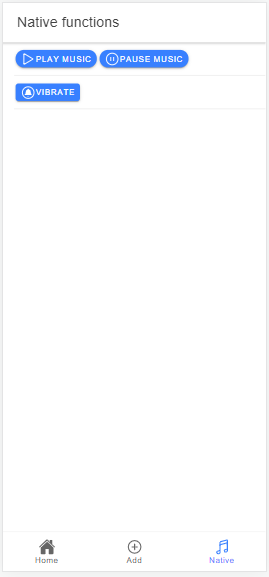 Native functions
PLAY MUSIC PAUSE MUSIC
VIBRATE
Home Add Native